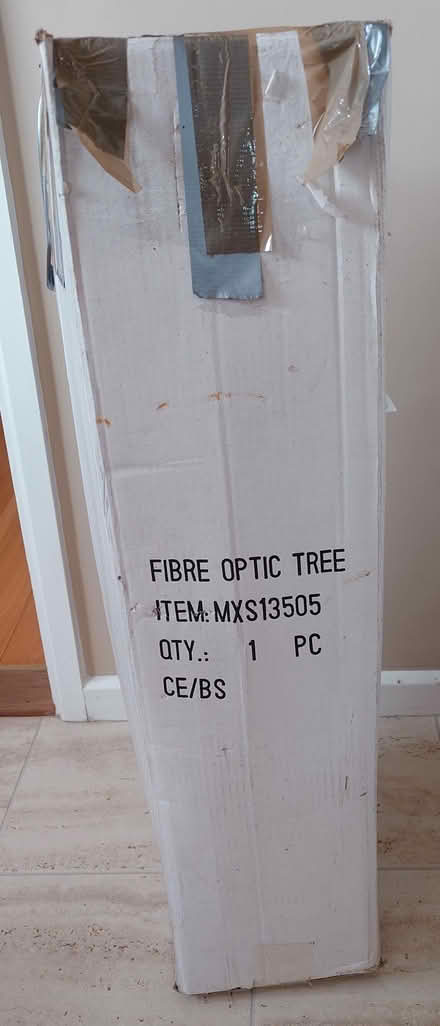 FIBRE OPTIC TREE
ITEM: MXS13505
QTY.: 1 PC
CE/BS